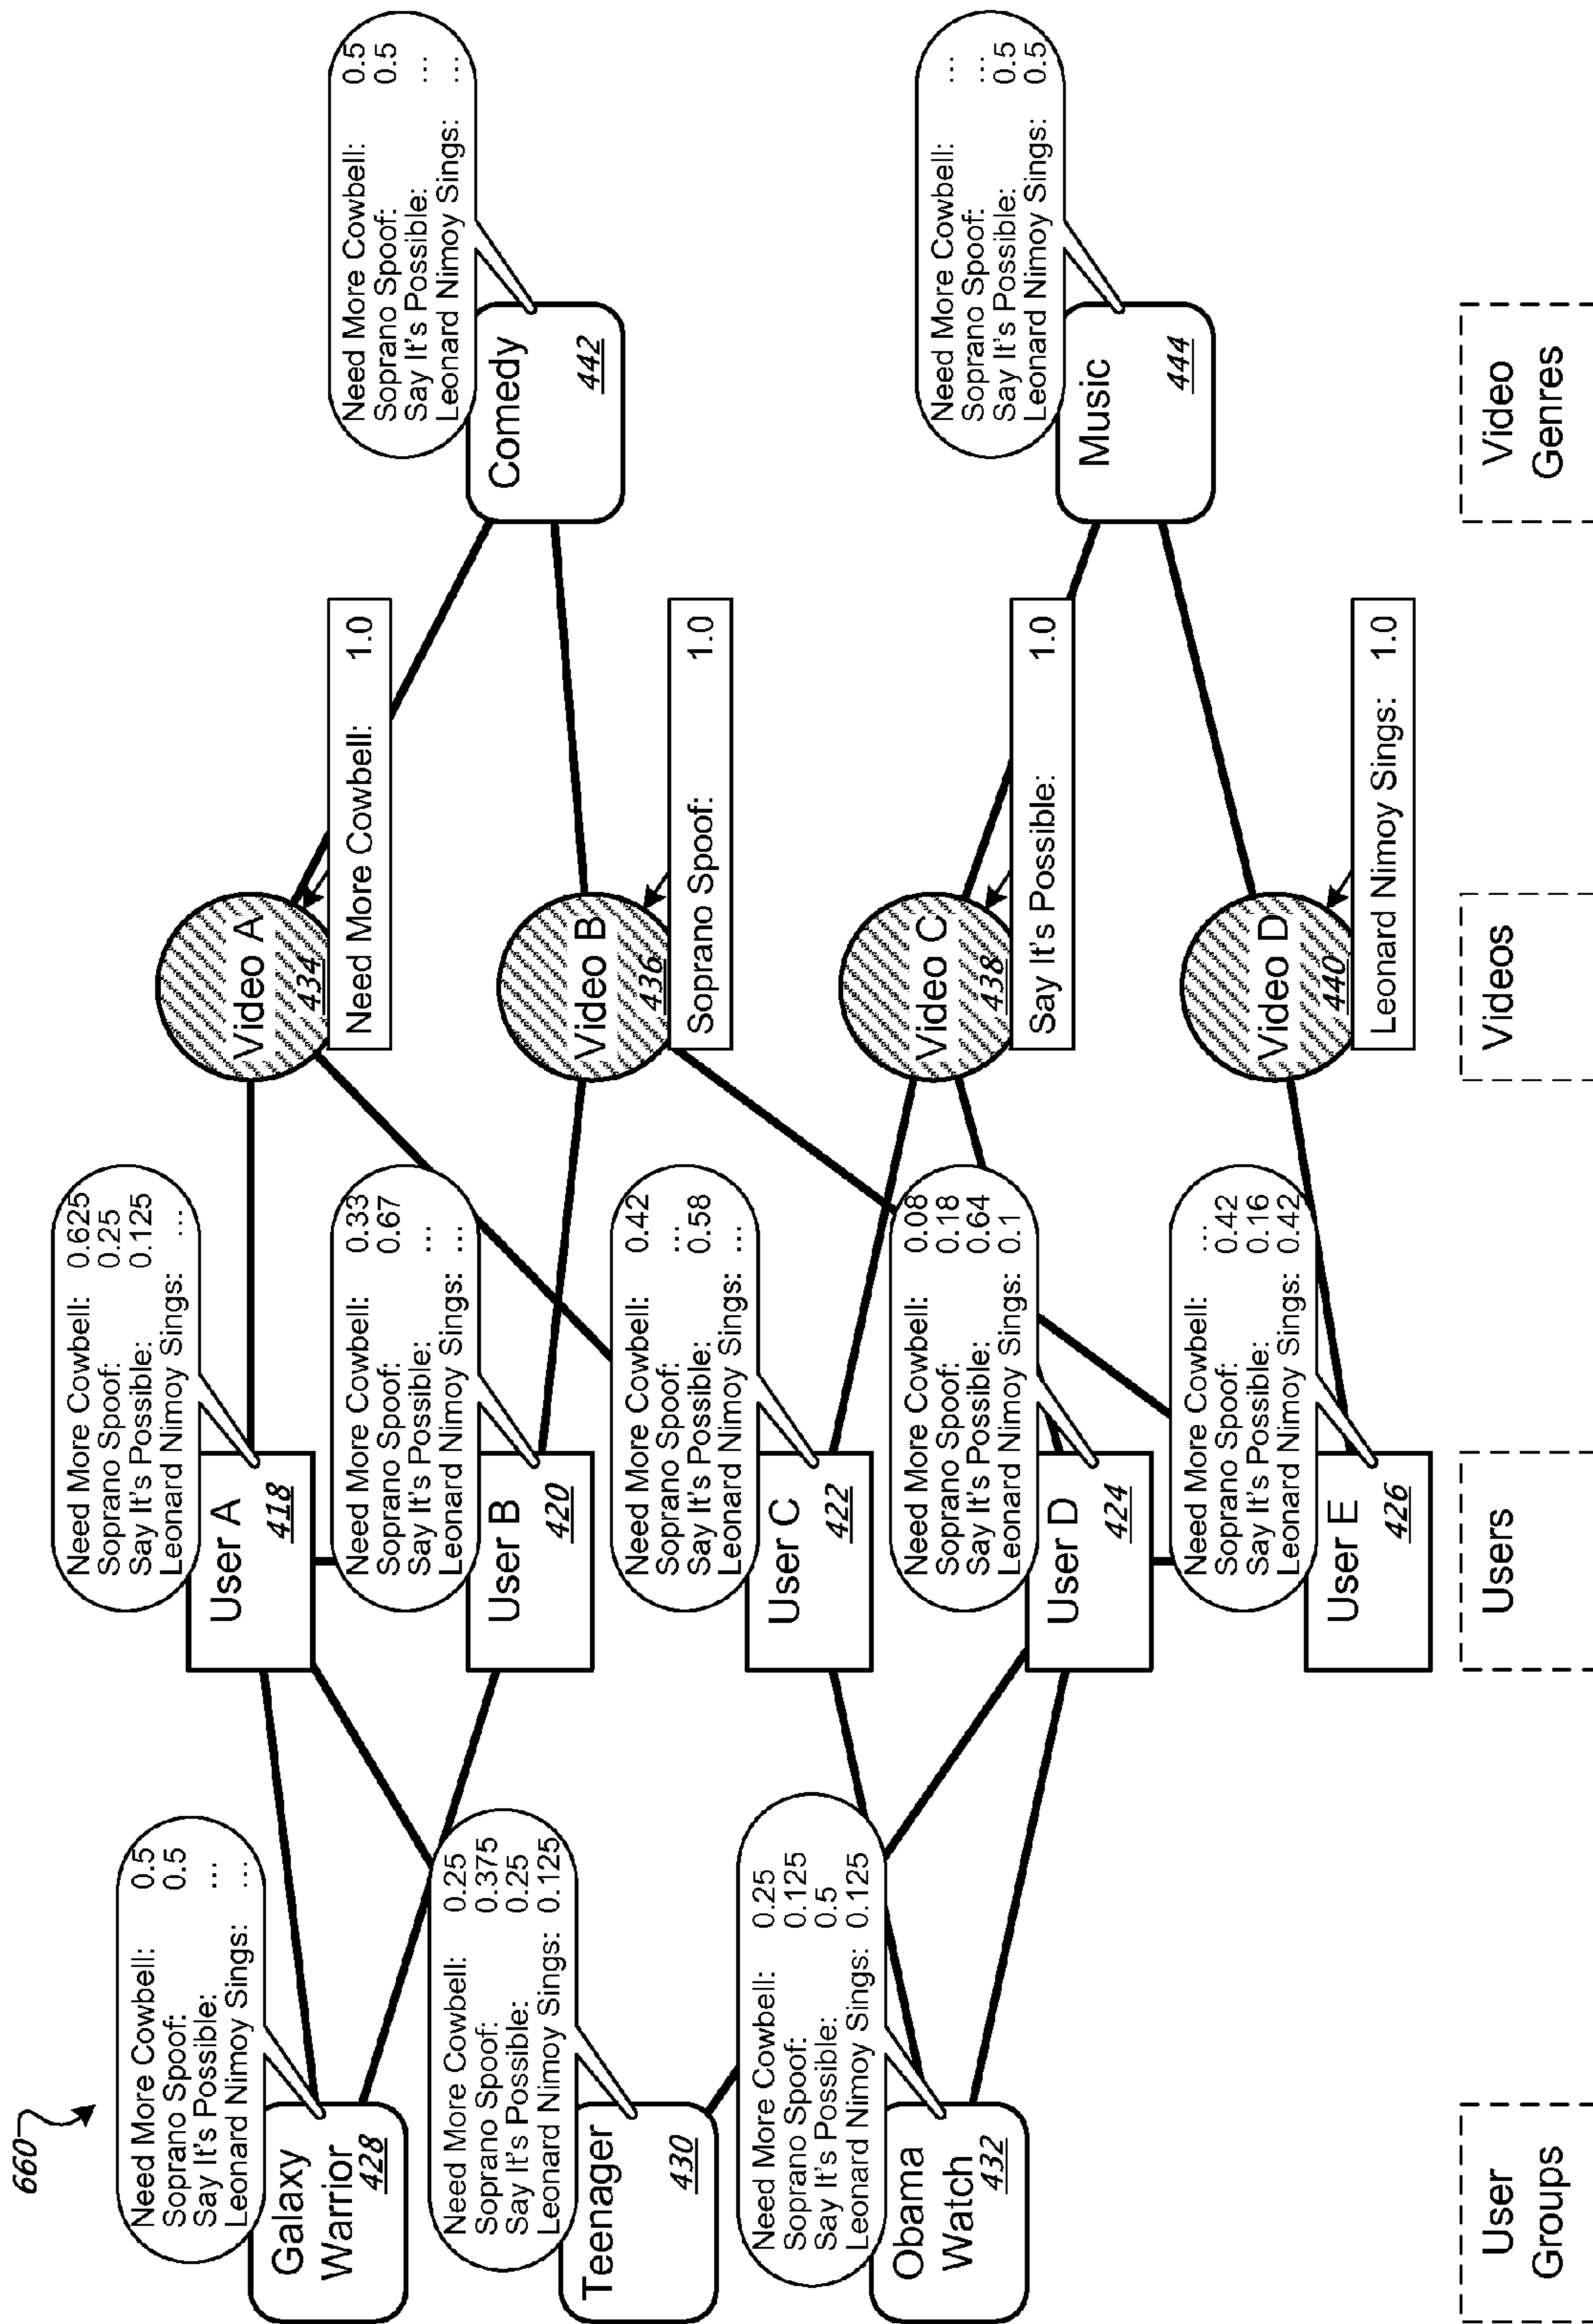 660
Need More Cowbell: 0.5
Soprano Spoof: 0.5
Say It's Possible: ...
Leonard Nimoy Sings: ...
Galaxy
Warrior
428
Need More Cowbell: 0.25
Soprano Spoof: 0.375
Say It's Possible: 0.25
Leonard Nimoy Sings: 0.125
Teenager
430
Need More Cowbell: 0.25
Soprano Spoof: 0.125
Say It's Possible: 0.5
Leonard Nimoy Sings: 0.125
Obama
Watch
432
User
Groups
Need More Cowbell: 0.625
Soprano Spoof: 0.25
Say It's Possible: 0.125
Leonard Nimoy Sings: ...
User A
418
Need More Cowbell: 0.33
Soprano Spoof: 0.67
Say It's Possible: ...
Leonard Nimoy Sings: ...
User B
420
Need More Cowbell: 0.42
Soprano Spoof: ...
Say It's Possible: 0.58
Leonard Nimoy Sings: ...
User C
422
Need More Cowbell: 0.08
Soprano Spoof: 0.18
Say It's Possible: 0.64
Leonard Nimoy Sings: 0.1
User D
424
Need More Cowbell: ...
Soprano Spoof: 0.42
Say It's Possible: 0.16
Leonard Nimoy Sings: 0.42
User E
426
Users
Video A
434
Need More Cowbell: 1.0
Video B
436
Soprano Spoof: 1.0
Video C
438
Say It's Possible: 1.0
Video D
440
Leonard Nimoy Sings: 1.0
Videos
Need More Cowbell: 0.5
Soprano Spoof: 0.5
Say It's Possible: ...
Leonard Nimoy Sings: ...
Comedy
442
Need More Cowbell: ...
Soprano Spoof: ...
Say It's Possible: 0.5
Leonard Nimoy Sings: 0.5
Music
444
Video
Genres